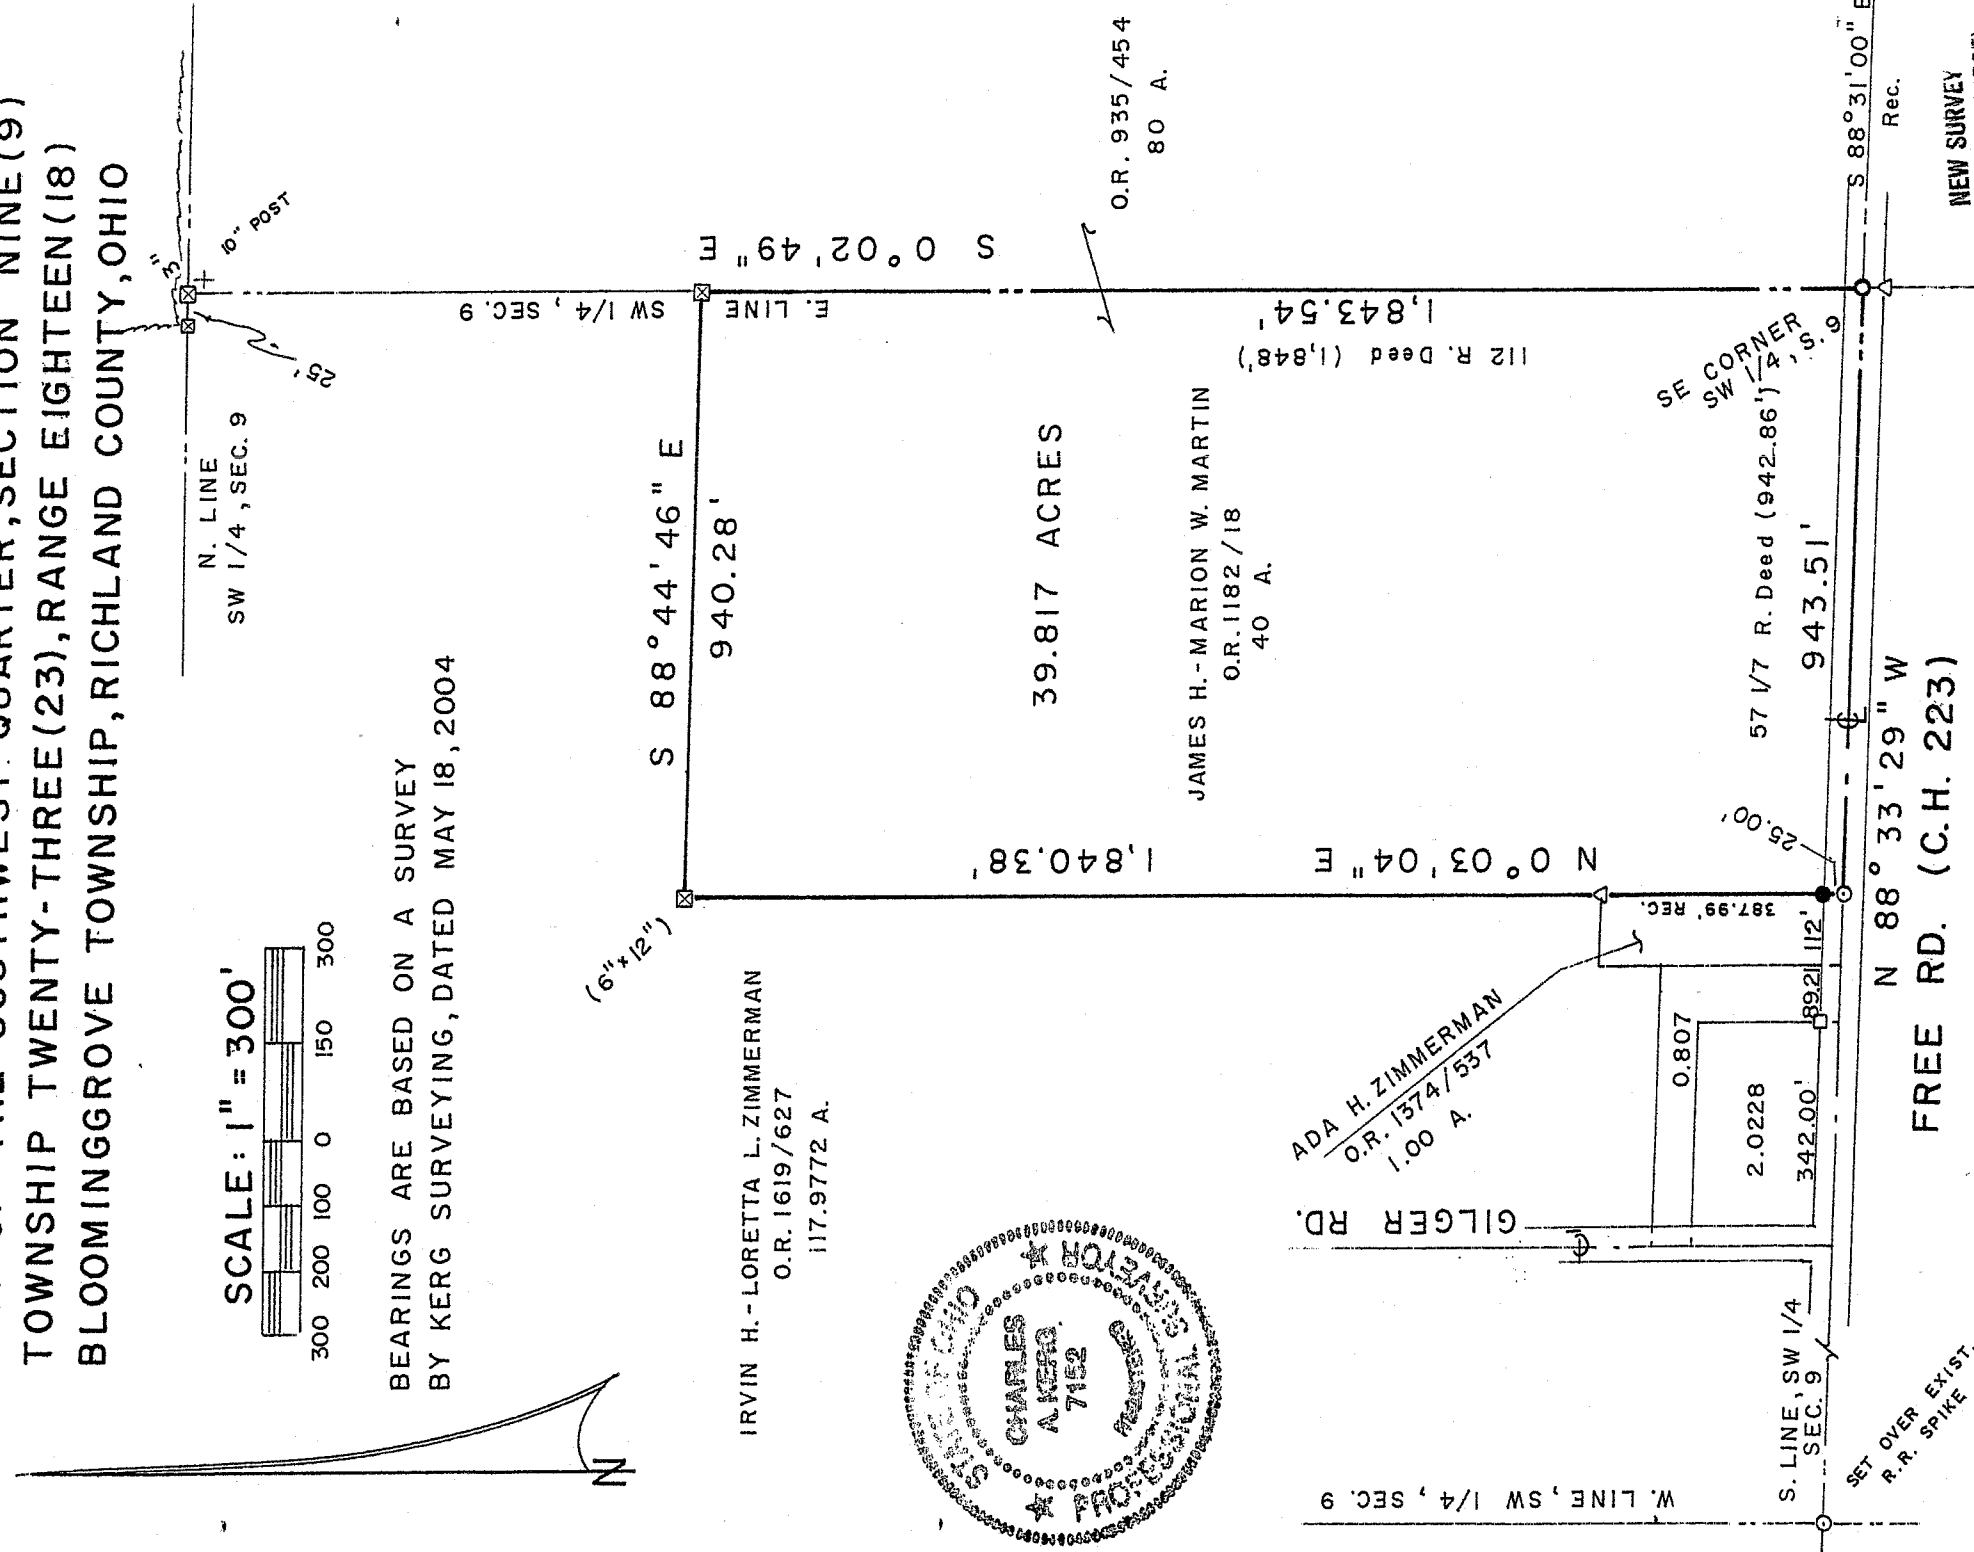 TOWNSHIP TWENTY-THREE(23),RANGE EIGHTEEN(18)
BLOOMINGGROVE TOWNSHIP,RICHLAND COUNTY,OHIO
SCALE: 1" = 300'
300 200 100 0 150 300
BEARINGS ARE BASED ON A SURVEY
BY KERG SURVEYING,DATED MAY 18,2004
N
N. LINE
SW 1/4,SEC.9
3"
10" POST
25'
SW 1/4, SEC.9
E. LINE
S 0°02'49" E
1,843.54'
112 R. Deed (1,848')
O.R. 935/454
80 A.
S 88°44'46" E
940.28'
(6"x12")
IRVIN H.-LORETTA L. ZIMMERMAN
O.R. 1619/627
117.9772 A.
39.817 ACRES
JAMES H.-MARION W. MARTIN
O.R.1182/18
40 A.
N 0°03'04" E
1,840.38'
387.99' REC.
ADA H. ZIMMERMAN
O.R. 1374/537
1.00 A.
GILGER RD.
0.807
2.0228
342.00'
89.21
112'
25.00'
SE CORNER
SW 1/4, S.9
57 1/7 R. Deed (942.86')
943.51'
N 88°33'29" W
FREE RD. (C.H. 223)
S 88°31'00" E
Rec.
NEW SURVEY
S. LINE, SW 1/4
SEC. 9
W. LINE, SW 1/4, SEC. 9
SET OVER EXIST.
R.R. SPIKE
STATE OF OHIO
CHARLES
A. KERG
7152
REGISTERED
PROFESSIONAL SURVEYOR